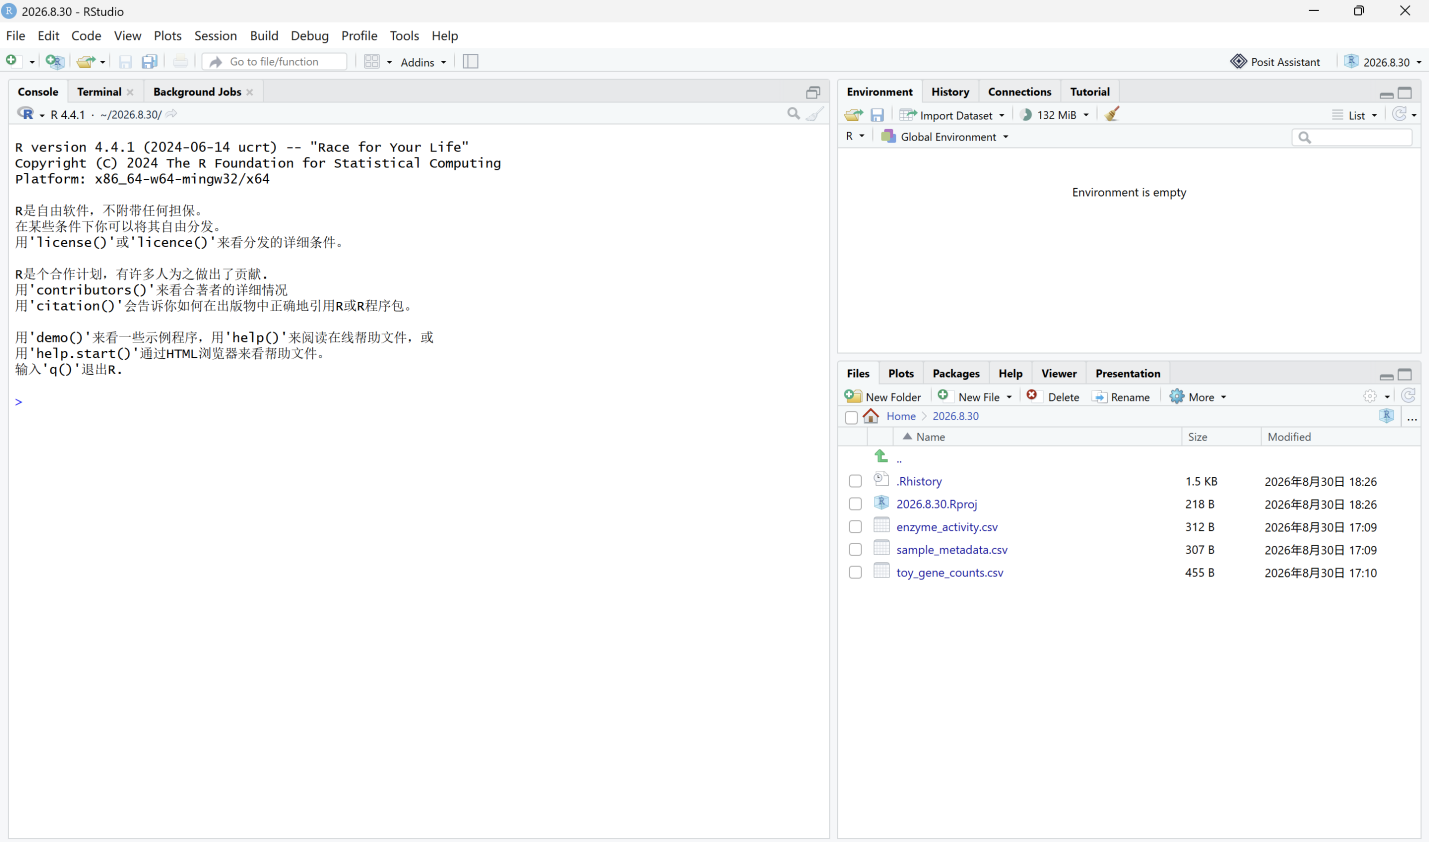 2026.8.30 - RStudio
File Edit Code View Plots Session Build Debug Profile Tools Help
Go to file/function Addins Posit Assistant 2026.8.30
Console Terminal Background Jobs
R 4.4.1 · ~/2026.8.30/
R version 4.4.1 (2024-06-14 ucrt) -- "Race for Your Life"
Copyright (C) 2024 The R Foundation for Statistical Computing
Platform: x86_64-w64-mingw32/x64
R是自由软件，不附带任何担保。
在某些条件下你可以将其自由分发。
用'license()'或'licence()'来看分发的详细条件。
R是个合作计划，有许多人为之做出了贡献.
用'contributors()'来看合著者的详细情况
用'citation()'会告诉你如何在出版物中正确地引用R或R程序包。
用'demo()'来看一些示例程序，用'help()'来阅读在线帮助文件，或
用'help.start()'通过HTML浏览器来看帮助文件。
输入'q()'退出R.
>
Environment History Connections Tutorial
Import Dataset 132 MiB List
R Global Environment
Environment is empty
Files Plots Packages Help Viewer Presentation
New Folder New File Delete Rename More
Home 2026.8.30 ...
Name Size Modified
..
.Rhistory 1.5 KB 2026年8月30日 18:26
2026.8.30.Rproj 218 B 2026年8月30日 18:26
enzyme_activity.csv 312 B 2026年8月30日 17:09
sample_metadata.csv 307 B 2026年8月30日 17:09
toy_gene_counts.csv 455 B 2026年8月30日 17:10